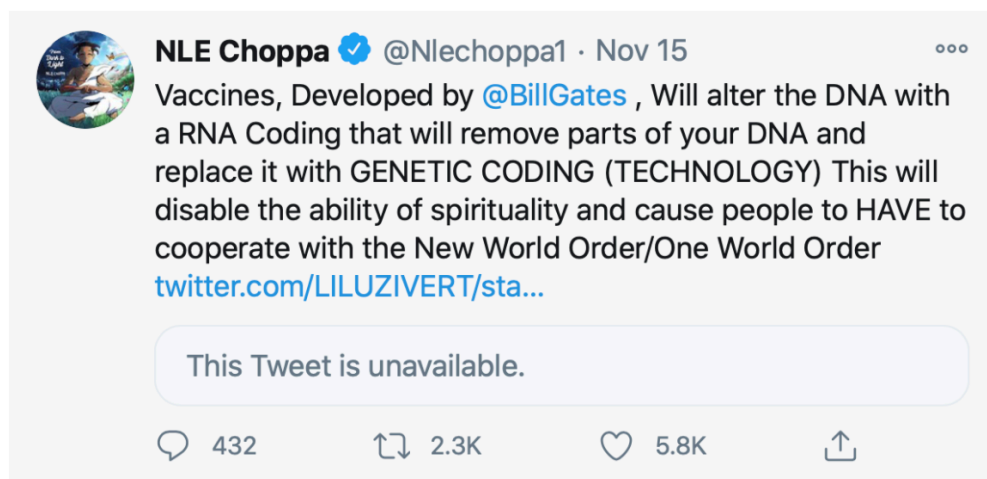 NLE Choppa @Nlechoppa1 · Nov 15
Vaccines, Developed by @BillGates , Will alter the DNA with
a RNA Coding that will remove parts of your DNA and
replace it with GENETIC CODING (TECHNOLOGY) This will
disable the ability of spirituality and cause people to HAVE to
cooperate with the New World Order/One World Order
twitter.com/LILUZIVERT/sta...
This Tweet is unavailable.
432 2.3K 5.8K